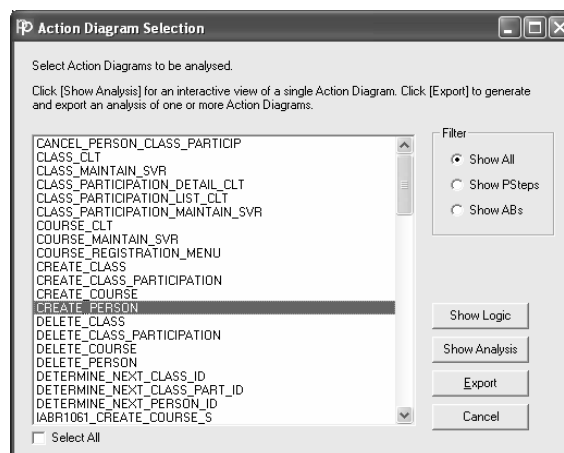 Action Diagram Selection
Select Action Diagrams to be analysed.
Click [Show Analysis] for an interactive view of a single Action Diagram. Click [Export] to generate
and export an analysis of one or more Action Diagrams.
CANCEL_PERSON_CLASS_PARTICIP
CLASS_CLT
CLASS_MAINTAIN_SVR
CLASS_PARTICIPATION_DETAIL_CLT
CLASS_PARTICIPATION_LIST_CLT
CLASS_PARTICIPATION_MAINTAIN_SVR
COURSE_CLT
COURSE_MAINTAIN_SVR
COURSE_REGISTRATION_MENU
CREATE_CLASS
CREATE_CLASS_PARTICIPATION
CREATE_COURSE
CREATE_PERSON
DELETE_CLASS
DELETE_CLASS_PARTICIPATION
DELETE_COURSE
DELETE_PERSON
DETERMINE_NEXT_CLASS_ID
DETERMINE_NEXT_CLASS_PART_ID
DETERMINE_NEXT_PERSON_ID
IABR1061_CREATE_COURSE_S
Select All
Filter
Show All
Show PSteps
Show ABs
Show Logic
Show Analysis
Export
Cancel